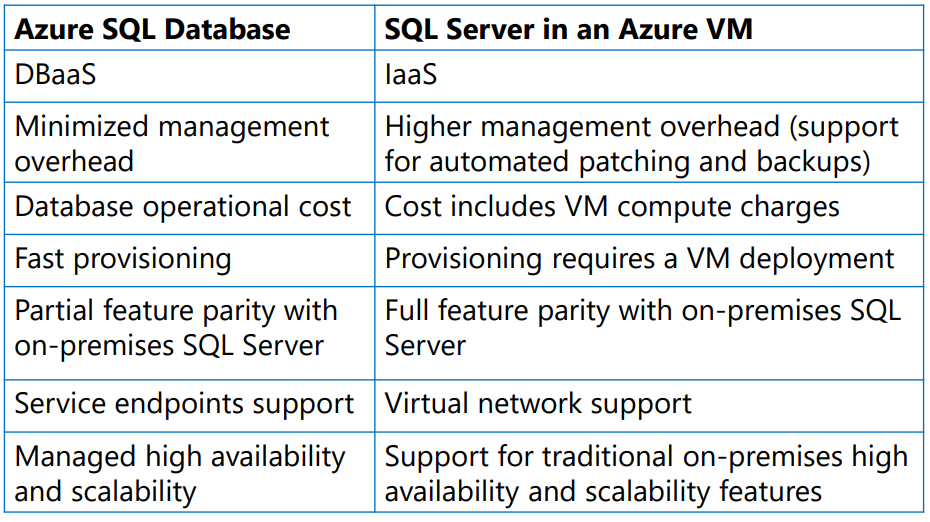 Azure SQL Database
SQL Server in an Azure VM
DBaaS
IaaS
Minimized management
overhead
Higher management overhead (support
for automated patching and backups)
Database operational cost
Cost includes VM compute charges
Fast provisioning
Provisioning requires a VM deployment
Partial feature parity with
on-premises SQL Server
Full feature parity with on-premises SQL
Server
Service endpoints support
Virtual network support
Managed high availability
and scalability
Support for traditional on-premises high
availability and scalability features